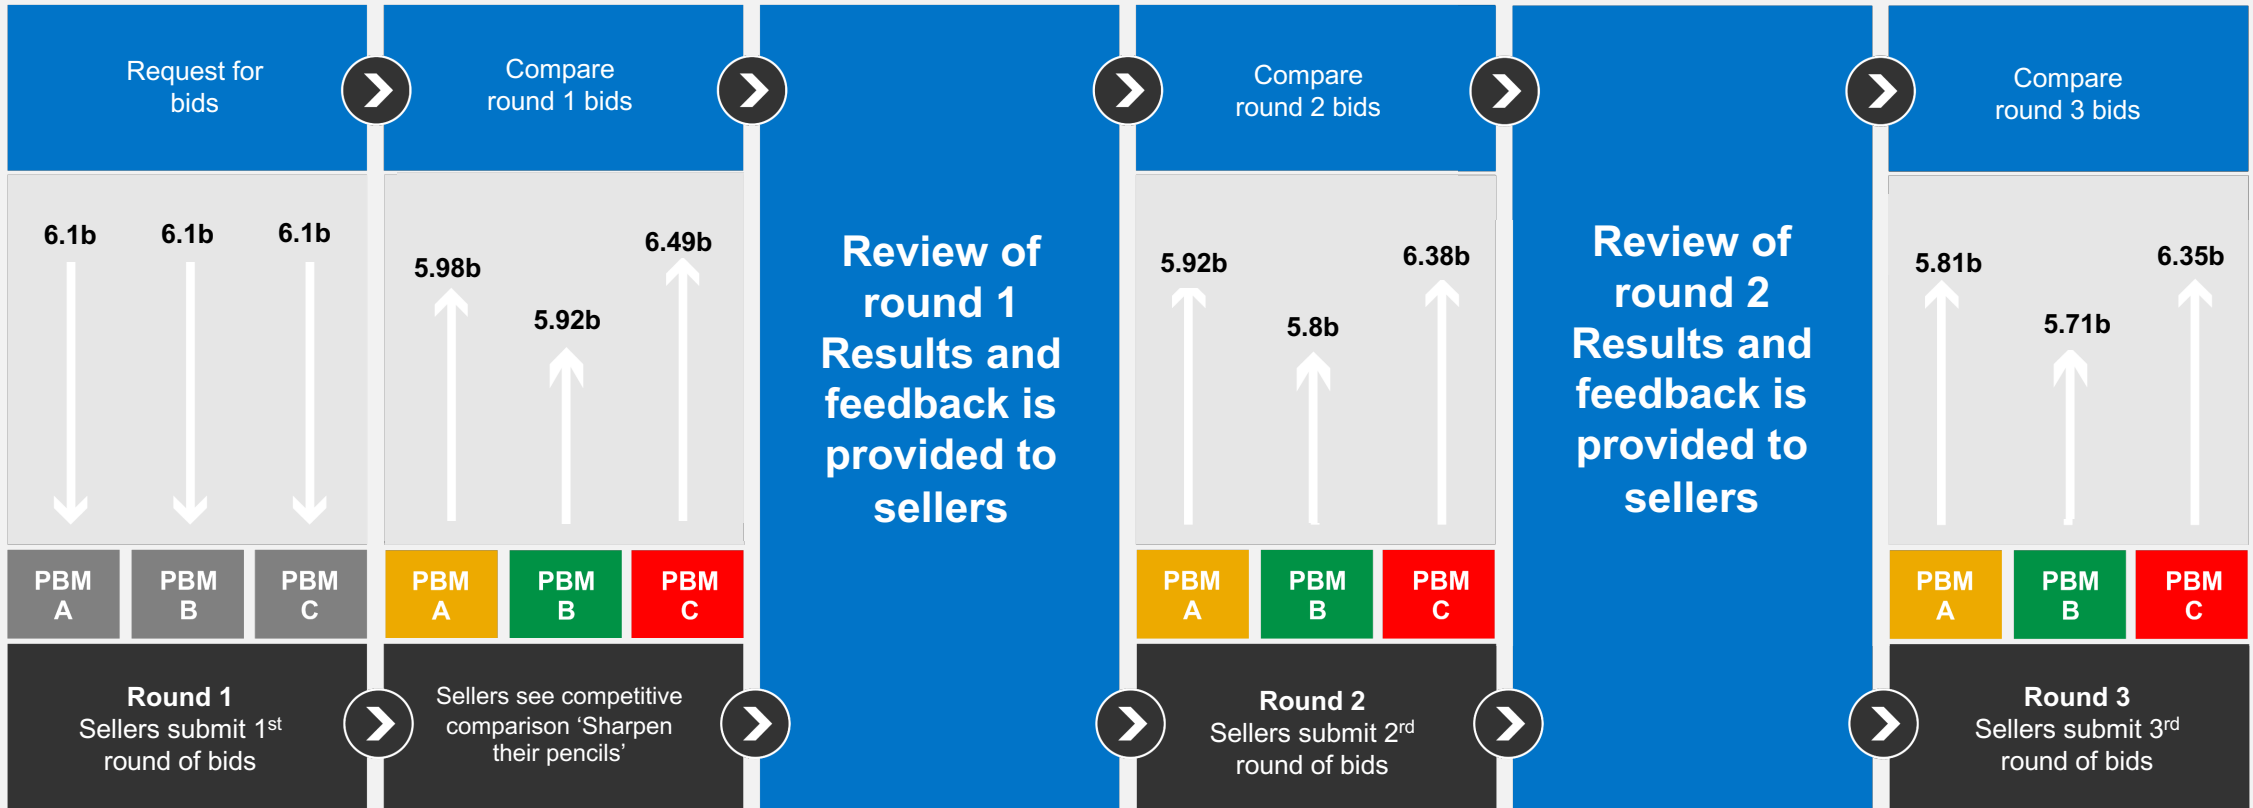 Request for
bids
Compare
round 1 bids
Compare
round 2 bids
Compare
round 3 bids
6.1b
6.1b
6.1b
5.98b
5.92b
6.49b
Review of
round 1
Results and
feedback is
provided to
sellers
5.92b
5.8b
6.38b
Review of
round 2
Results and
feedback is
provided to
sellers
5.81b
5.71b
6.35b
PBM
A
PBM
B
PBM
C
PBM
A
PBM
B
PBM
C
PBM
A
PBM
B
PBM
C
PBM
A
PBM
B
PBM
C
Round 1
Sellers submit 1st
round of bids
Sellers see competitive
comparison ‘Sharpen
their pencils’
Round 2
Sellers submit 2rd
round of bids
Round 3
Sellers submit 3rd
round of bids